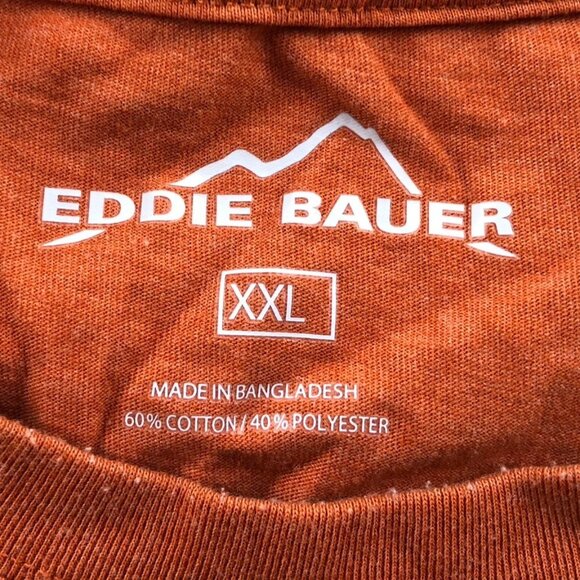 EDDIE BAUER
XXL
MADE IN BANGLADESH
60% COTTON / 40% POLYESTER